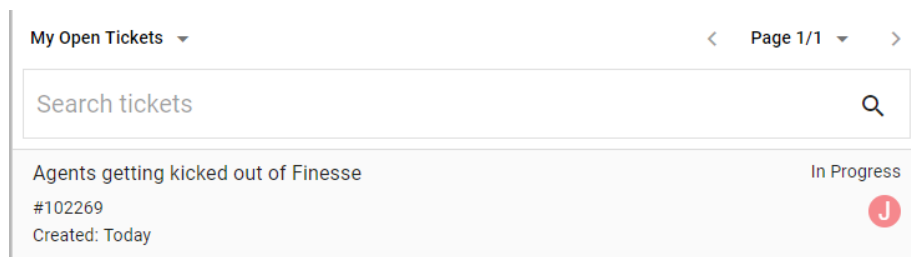 My Open Tickets
Page 1/1
Search tickets
Agents getting kicked out of Finesse
In Progress
#102269
J
Created: Today